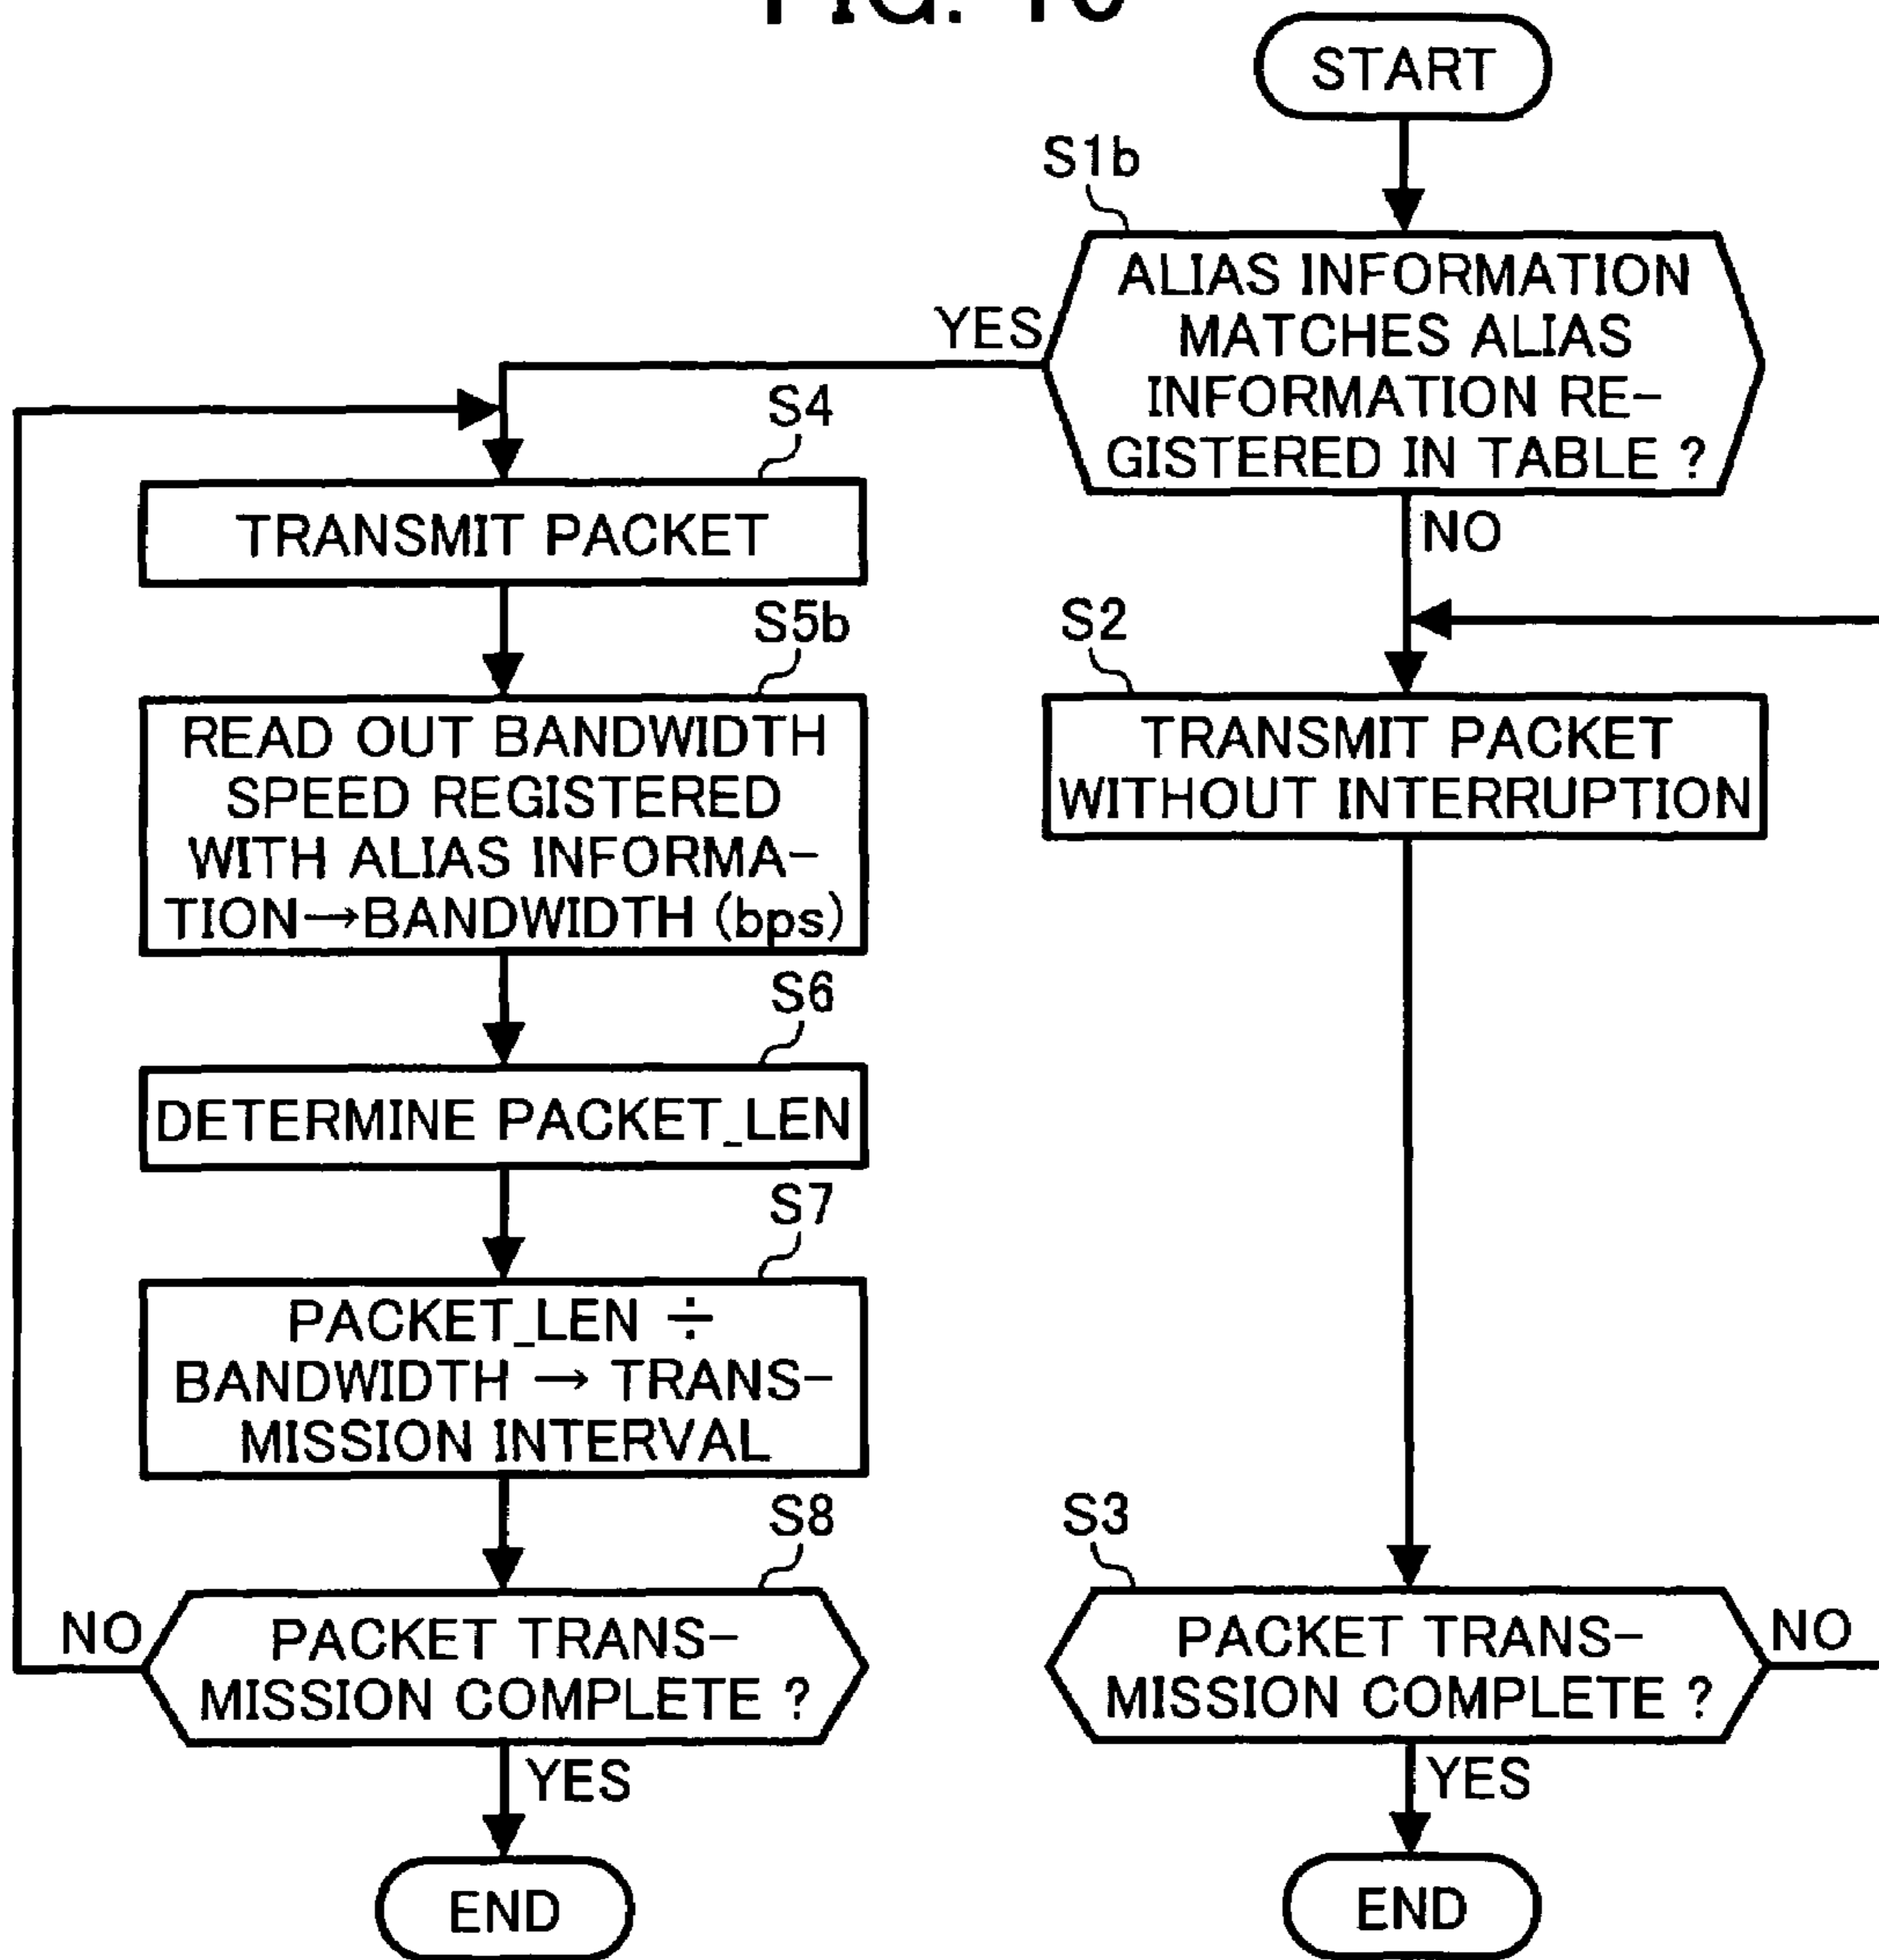 FIG.
START
S1b
ALIAS INFORMATION
MATCHES ALIAS
INFORMATION RE-
GISTERED IN TABLE ?
YES
NO
S4
TRANSMIT PACKET
S5b
READ OUT BANDWIDTH
SPEED REGISTERED
WITH ALIAS INFORMA-
TION→BANDWIDTH (bps)
S6
DETERMINE PACKET_LEN
S7
PACKET_LEN ÷
BANDWIDTH → TRANS-
MISSION INTERVAL
S8
PACKET TRANS-
MISSION COMPLETE ?
NO
YES
END
S2
TRANSMIT PACKET
WITHOUT INTERRUPTION
S3
PACKET TRANS-
MISSION COMPLETE ?
NO
YES
END